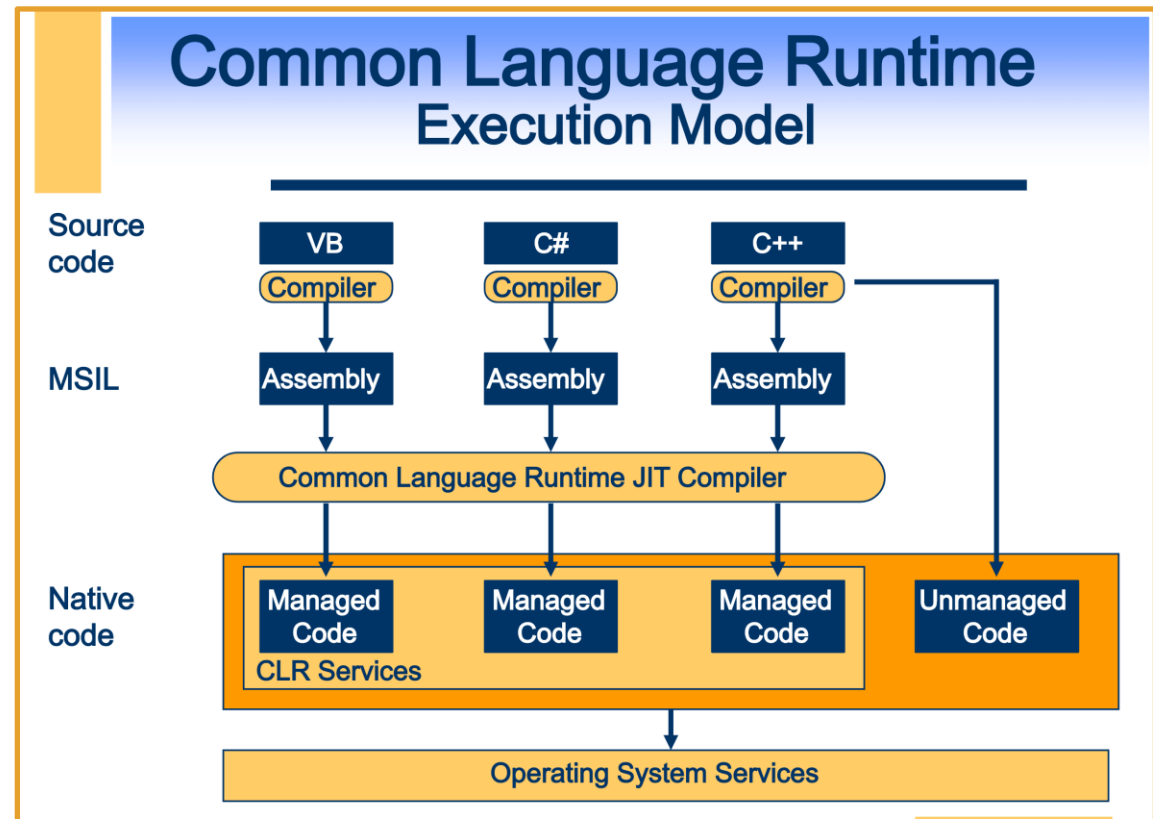 Common Language Runtime
Execution Model
Source
code
VB
C#
C++
Compiler
Compiler
Compiler
MSIL
Assembly
Assembly
Assembly
Common Language Runtime JIT Compiler
Native
code
Managed
Code
Managed
Code
Managed
Code
Unmanaged
Code
CLR Services
Operating System Services